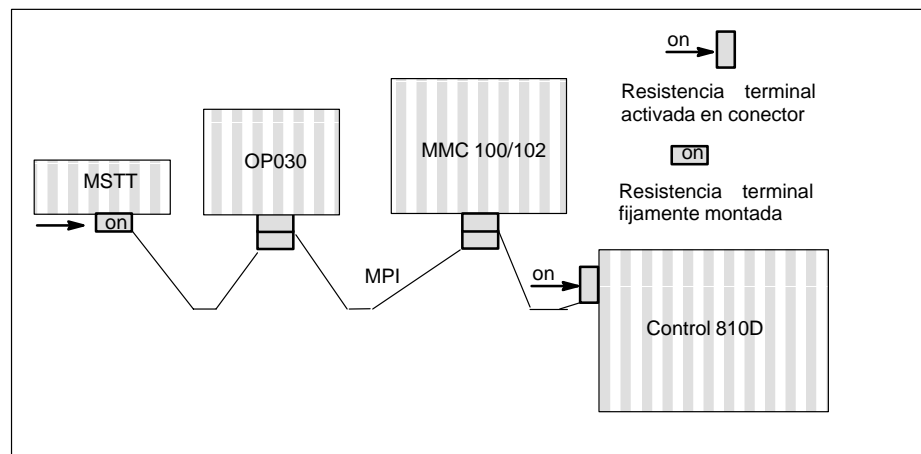 on
Resistencia terminal
activada en conector
on
Resistencia terminal
fijamente montada
MMC 100/102
OP030
MSTT
on
MPI
on
Control 810D